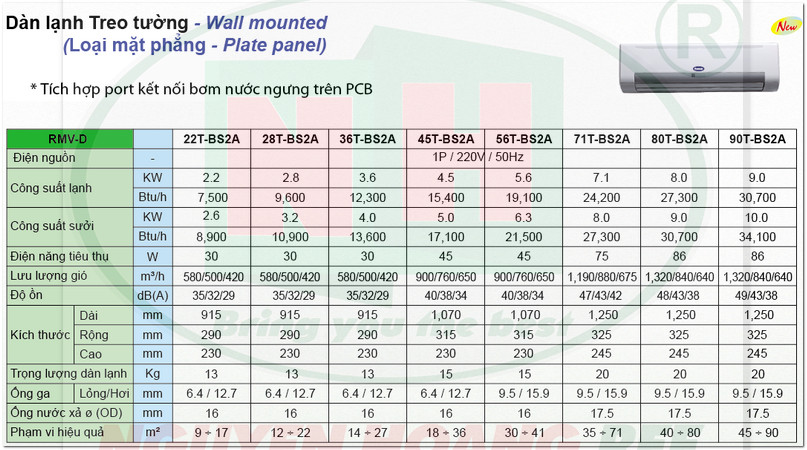 Dàn lạnh Treo tường - Wall mounted
(Loại mặt phẳng - Plate panel)
New
®
* Tích hợp port kết nối bơm nước ngưng trên PCB
RMV-D 22T-BS2A 28T-BS2A 36T-BS2A 45T-BS2A 56T-BS2A 71T-BS2A 80T-BS2A 90T-BS2A
Điện nguồn - 1P / 220V / 50Hz
Công suất lạnh KW 2.2 2.8 3.6 4.5 5.6 7.1 8.0 9.0
Btu/h 7,500 9,600 12,300 15,400 19,100 24,200 27,300 30,700
Công suất sưởi KW 2.6 3.2 4.0 5.0 6.3 8.0 9.0 10.0
Btu/h 8,900 10,900 13,600 17,100 21,500 27,300 30,700 34,100
Điện năng tiêu thụ W 30 30 30 45 45 75 86 86
Lưu lượng gió m³/h 580/500/420 580/500/420 580/500/420 900/760/650 900/760/650 1,190/880/675 1,320/840/640 1,320/840/640
Độ ồn dB(A) 35/32/29 35/32/29 35/32/29 40/38/34 40/38/34 47/43/42 48/43/38 49/43/38
Kích thước Dài mm 915 915 915 1,070 1,070 1,250 1,250 1,250
Rộng mm 290 290 290 315 315 325 325 325
Cao mm 230 230 230 230 230 245 245 245
Bring you the best
Trọng lượng dàn lạnh Kg 13 13 13 15 15 20 20 20
Ống ga Lỏng/Hơi mm 6.4 / 12.7 6.4 / 12.7 6.4 / 12.7 6.4 / 12.7 9.5 / 15.9 9.5 / 15.9 9.5 / 15.9 9.5 / 15.9
Ống nước xả ø (OD) mm 16 16 16 16 16 17.5 17.5 17.5
Phạm vi hiệu quả m² 9 ÷ 17 12 ÷ 22 14 ÷ 27 18 ÷ 36 30 ÷ 41 35 ÷ 71 40 ÷ 80 45 ÷ 90